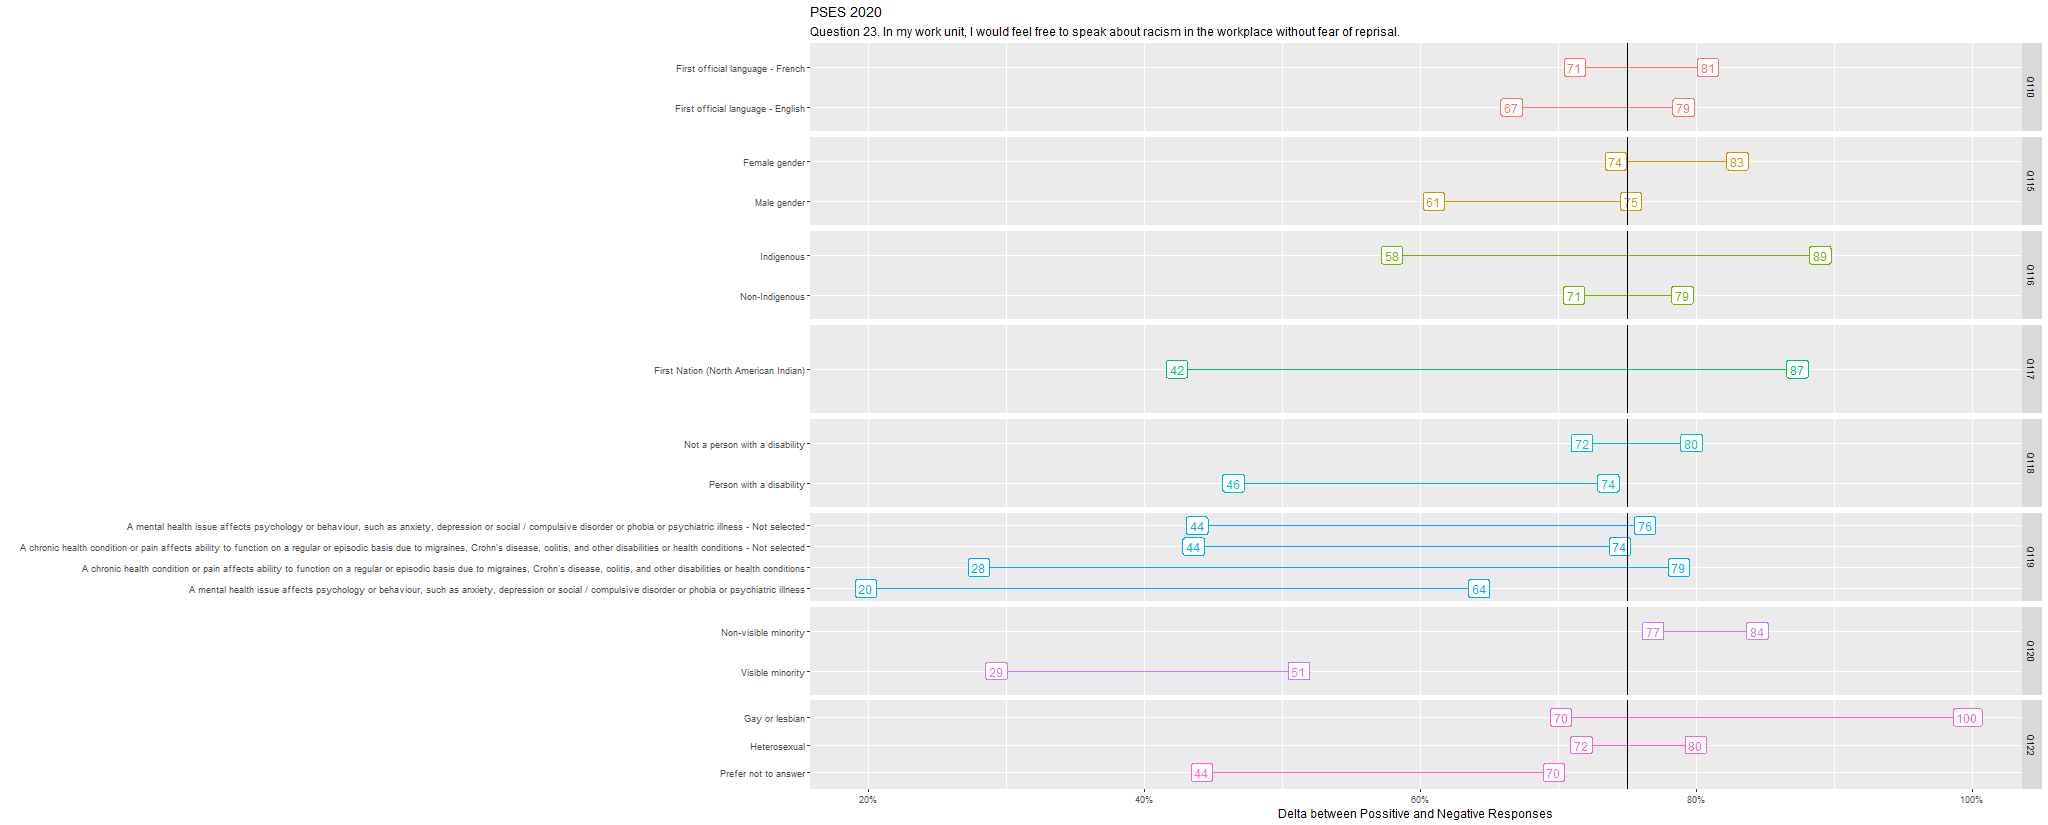 PSES 2020
Question 23. In my work unit, I would feel free to speak about racism in the workplace without fear of reprisal.
First official language - French 71 81
First official language - English 67 79
Q110
Female gender 74 83
Male gender 61 75
Q115
Indigenous 58 89
Non-Indigenous 71 79
Q116
First Nation (North American Indian) 42 87
Q117
Not a person with a disability 72 80
Person with a disability 46 74
Q118
A mental health issue affects psychology or behaviour, such as anxiety, depression or social / compulsive disorder or phobia or psychiatric illness - Not selected 44 76
A chronic health condition or pain affects ability to function on a regular or episodic basis due to migraines, Crohn's disease, colitis, and other disabilities or health conditions - Not selected 44 74
A chronic health condition or pain affects ability to function on a regular or episodic basis due to migraines, Crohn's disease, colitis, and other disabilities or health conditions 28 79
A mental health issue affects psychology or behaviour, such as anxiety, depression or social / compulsive disorder or phobia or psychiatric illness 20 64
Q119
Non-visible minority 77 84
Visible minority 29 51
Q120
Gay or lesbian 70 100
Heterosexual 72 80
Prefer not to answer 44 70
Q122
20% 40% 60% 80% 100%
Delta between Possitive and Negative Responses